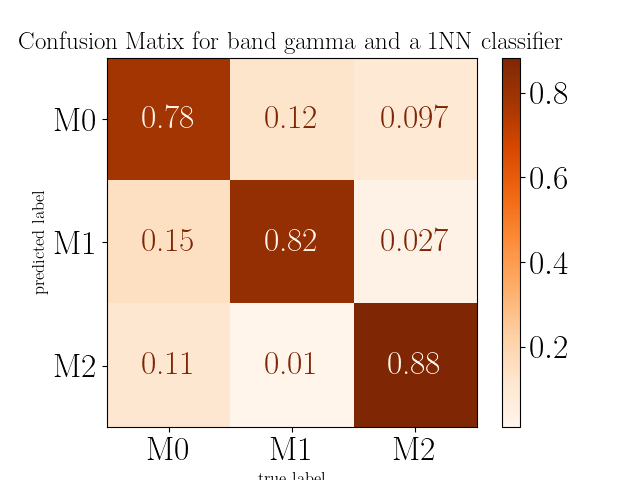 Confusion Matix for band gamma and a 1NN classifier
M0 0.78 0.12 0.097
M1 0.15 0.82 0.027
M2 0.11 0.01 0.88
M0 M1 M2
predicted label
true label
0.8
0.6
0.4
0.2